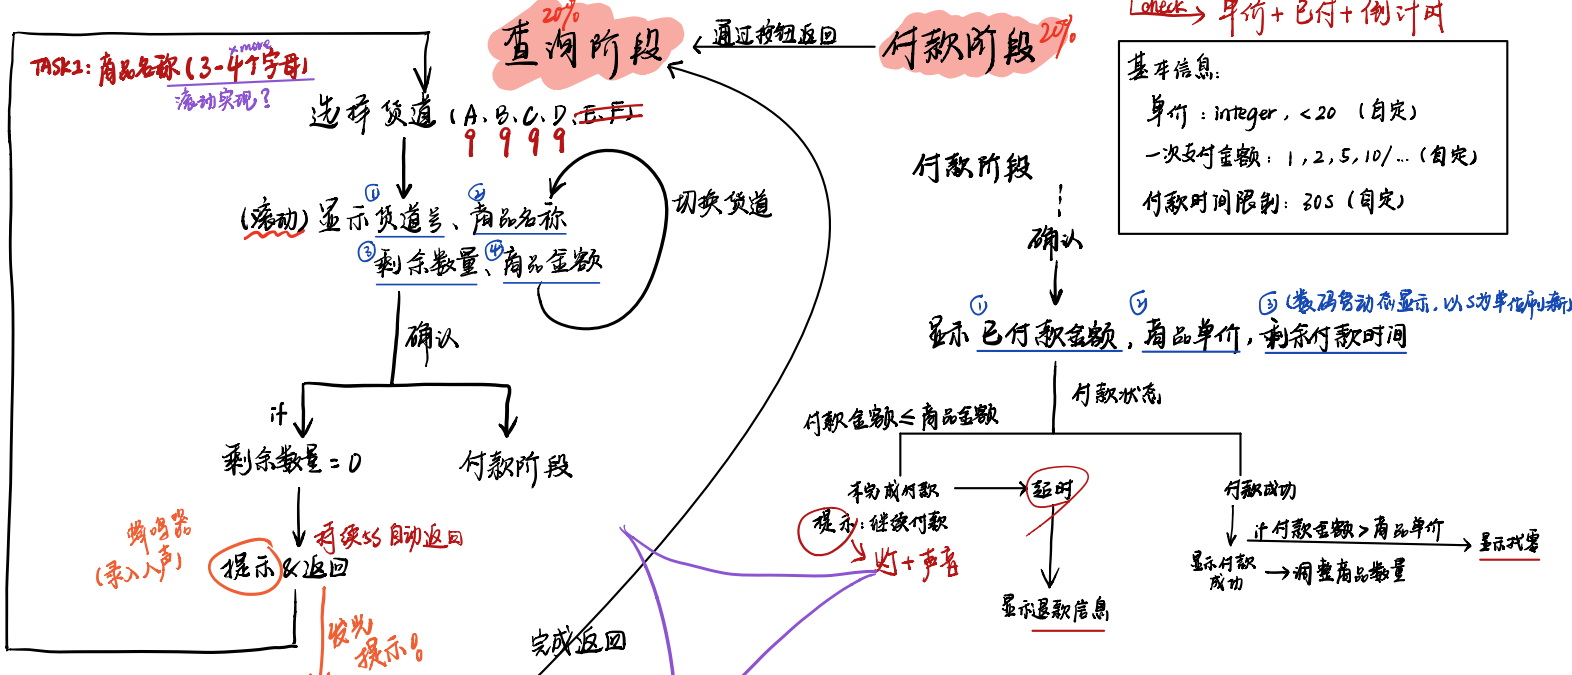 check
单价+已付+倒计时
20%
查询阶段
通过按钮返回
付款阶段
20%
x more
TASK1: 商品名称(3-4个字母)
滚动实现?
选择货道(A、B、C、D、E、F)
9 9 9 9
① ②
(滚动)显示货道号、商品名称
③ ④
剩余数量、商品金额
切换货道
确认
if
剩余数量=0
付款阶段
蜂鸣器
(录入人声)
持续5s自动返回
提示&返回
发光
提示。
完成返回
基本信息:
单价: integer, <20 (自定)
一次支付金额: 1, 2, 5, 10/...(自定)
付款时间限制: 30s(自定)
付款阶段
确认
① ② ③(数码管动态显示,以s为单位刷新)
显示已付款金额,商品单价,剩余付款时间
付款状态
付款金额≤商品金额
未完成付款
超时
付款成功
提示:继续付款
灯+声音
if付款金额>商品单价
显示找零
显示付款
成功
→调整商品数量
显示退款信息